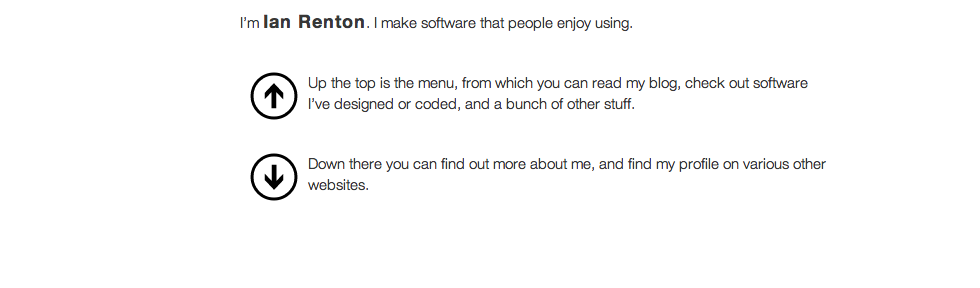 I’m Ian Renton. I make software that people enjoy using.
Up the top is the menu, from which you can read my blog, check out software
I’ve designed or coded, and a bunch of other stuff.
Down there you can find out more about me, and find my profile on various other
websites.